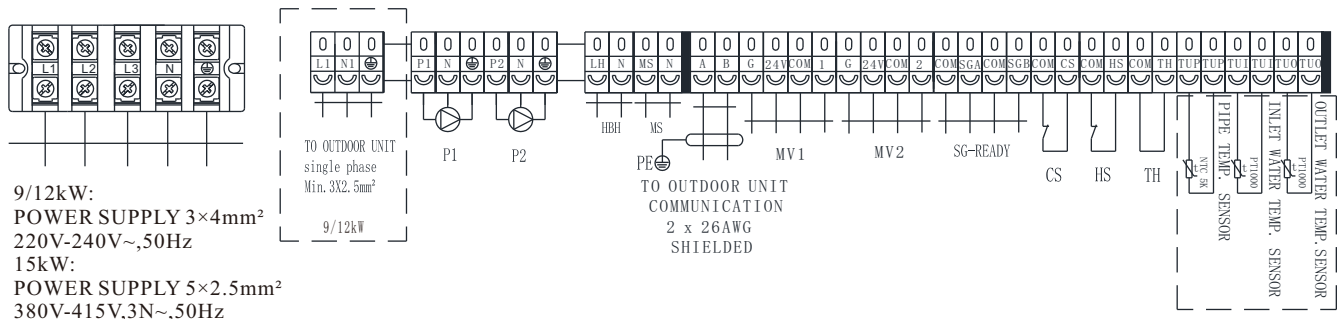 L1 L2 L3 N
9/12kW:
POWER SUPPLY 3×4mm²
220V-240V~,50Hz
15kW:
POWER SUPPLY 5×2.5mm²
380V-415V,3N~,50Hz
0 0 0 0 0 0 0 0 0 0 0 0 0 0 0 0 0 0 0 0 0 0 0 0 0 0 0 0 0 0 0 0 0 0 0 0 0 0 0
L1 N1 P1 N P2 N LH N MS N A B G 24V COM 1 G 24V COM 2 COM SGA COM SGB COM CS COM HS COM TH TUP TUP TUI TUI TUO TUO
TO OUTDOOR UNIT
single phase
Min.3X2.5mm²
9/12kW
P1
P2
HBH
MS
PE
TO OUTDOOR UNIT
COMMUNICATION
2 x 26AWG
SHIELDED
MV1
MV2
SG-READY
CS
HS
TH
NTC 5K
PIPE TEMP. SENSOR
PT1000
INLET WATER TEMP. SENSOR
PT1000
OUTLET WATER TEMP. SENSOR